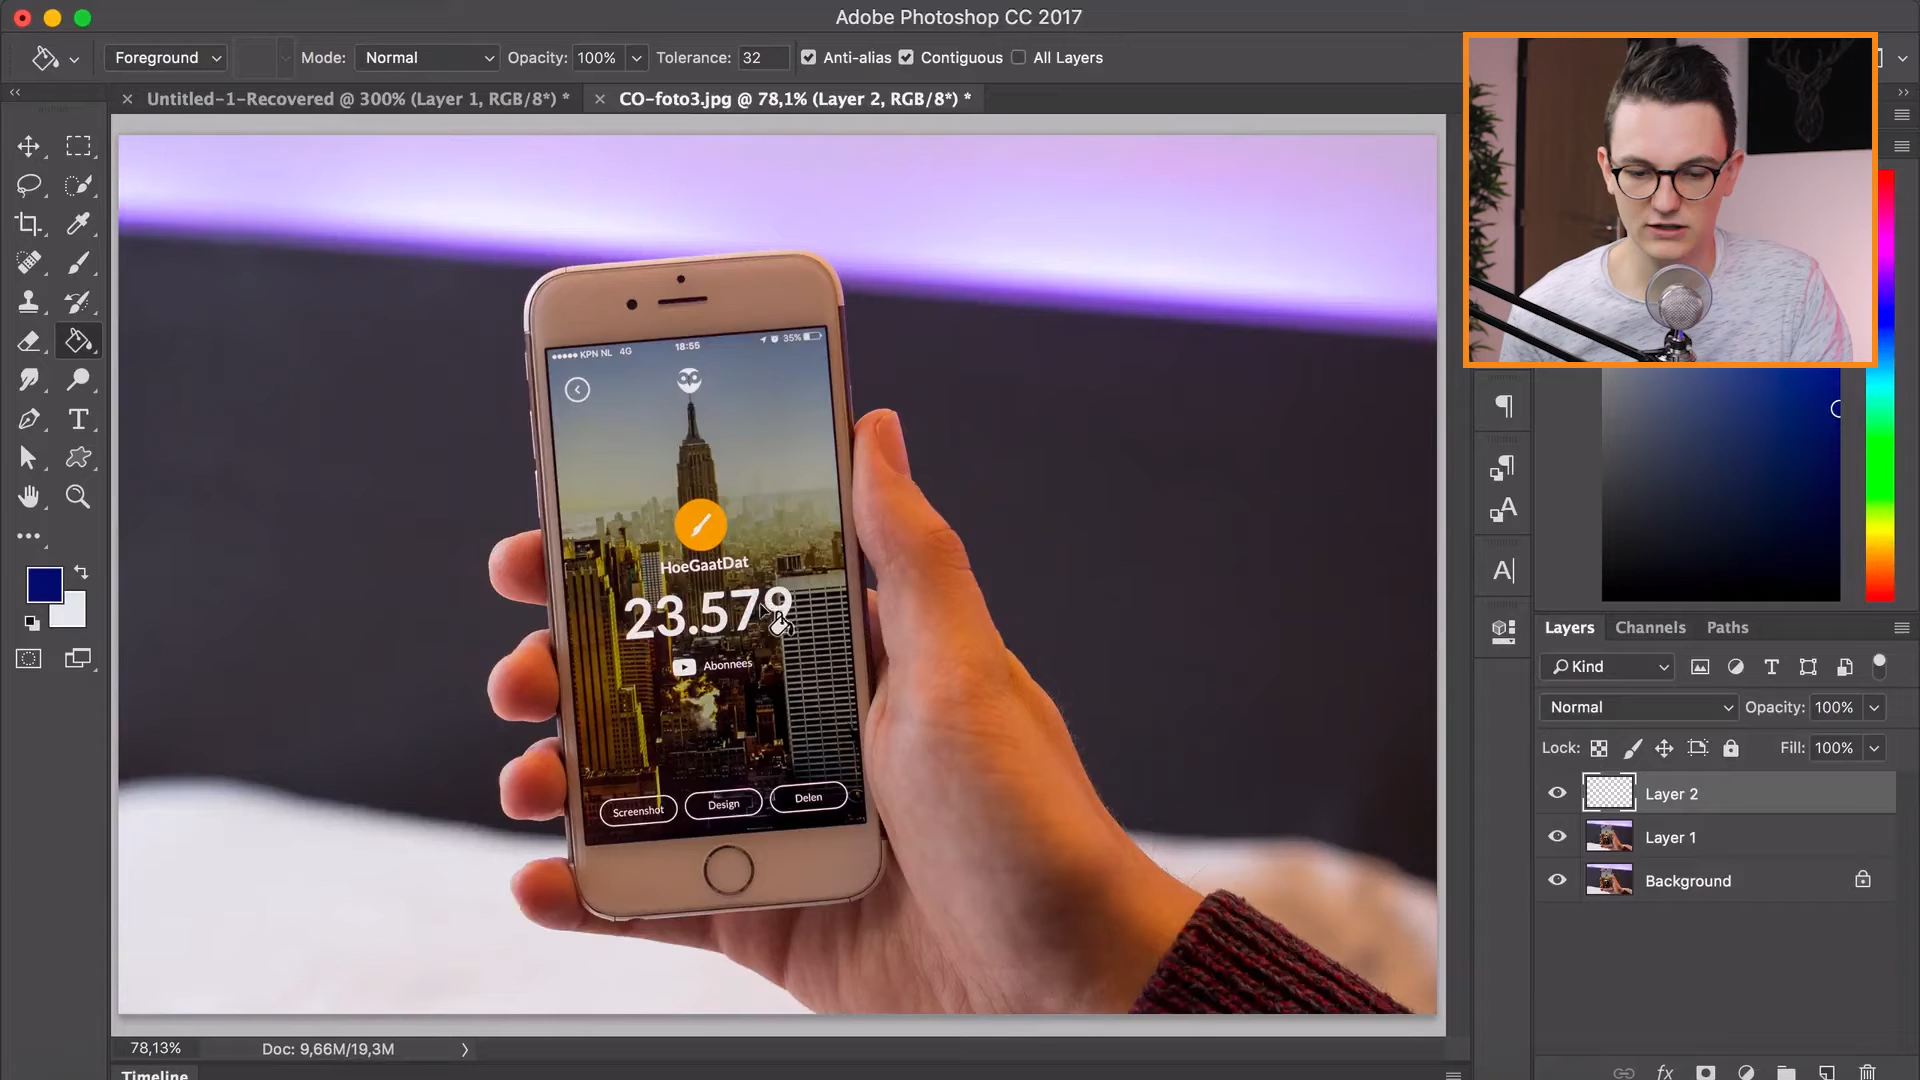 Adobe Photoshop CC 2017
Foreground Mode: Normal Opacity: 100% Tolerance: 32 Anti-alias Contiguous All Layers
Untitled-1-Recovered @ 300% (Layer 1, RGB/8*) *
CO-foto3.jpg @ 78,1% (Layer 2, RGB/8*) *
KPN NL 4G 18:55 35%
HoeGaatDat
23.579
Abonnees
Screenshot Design Delen
Layers Channels Paths
Kind
Normal Opacity: 100%
Lock: Fill: 100%
Layer 2
Layer 1
Background
78,13% Doc: 9,66M/19,3M
Timeline